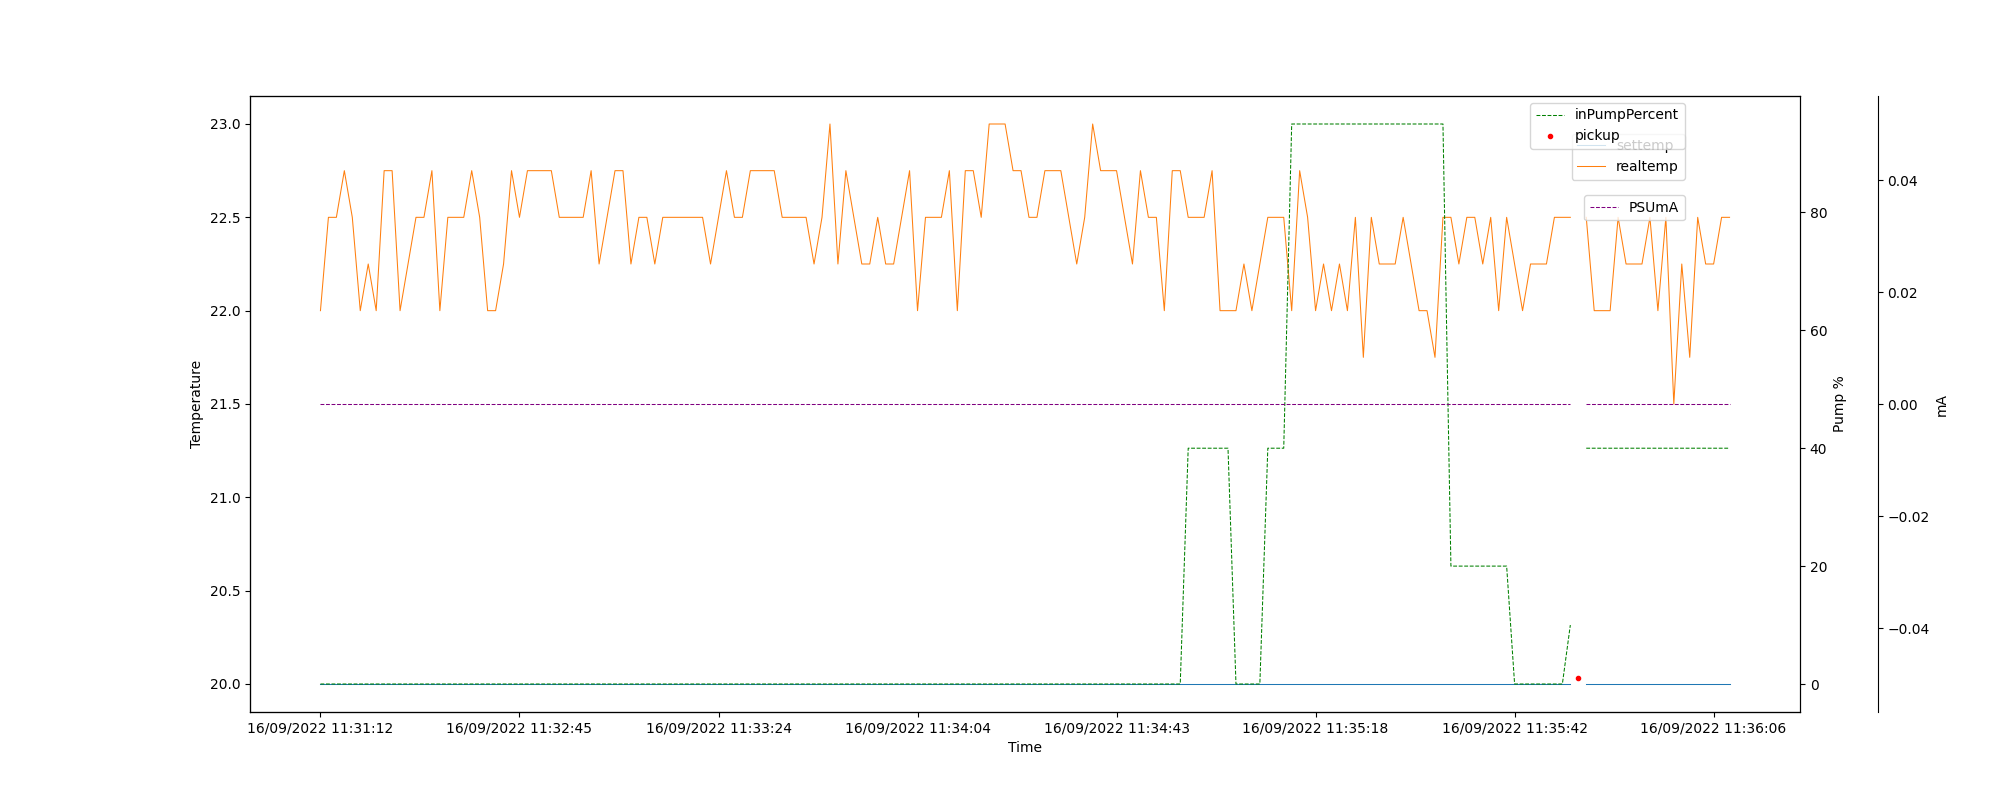 inPumpPercent
pickup
settemp
realtemp
PSUmA
23.0
22.5
22.0
21.5
21.0
20.5
20.0
Temperature
80
60
40
20
0
Pump %
0.04
0.02
0.00
−0.02
−0.04
mA
16/09/2022 11:31:12
16/09/2022 11:32:45
16/09/2022 11:33:24
16/09/2022 11:34:04
16/09/2022 11:34:43
16/09/2022 11:35:18
16/09/2022 11:35:42
16/09/2022 11:36:06
Time